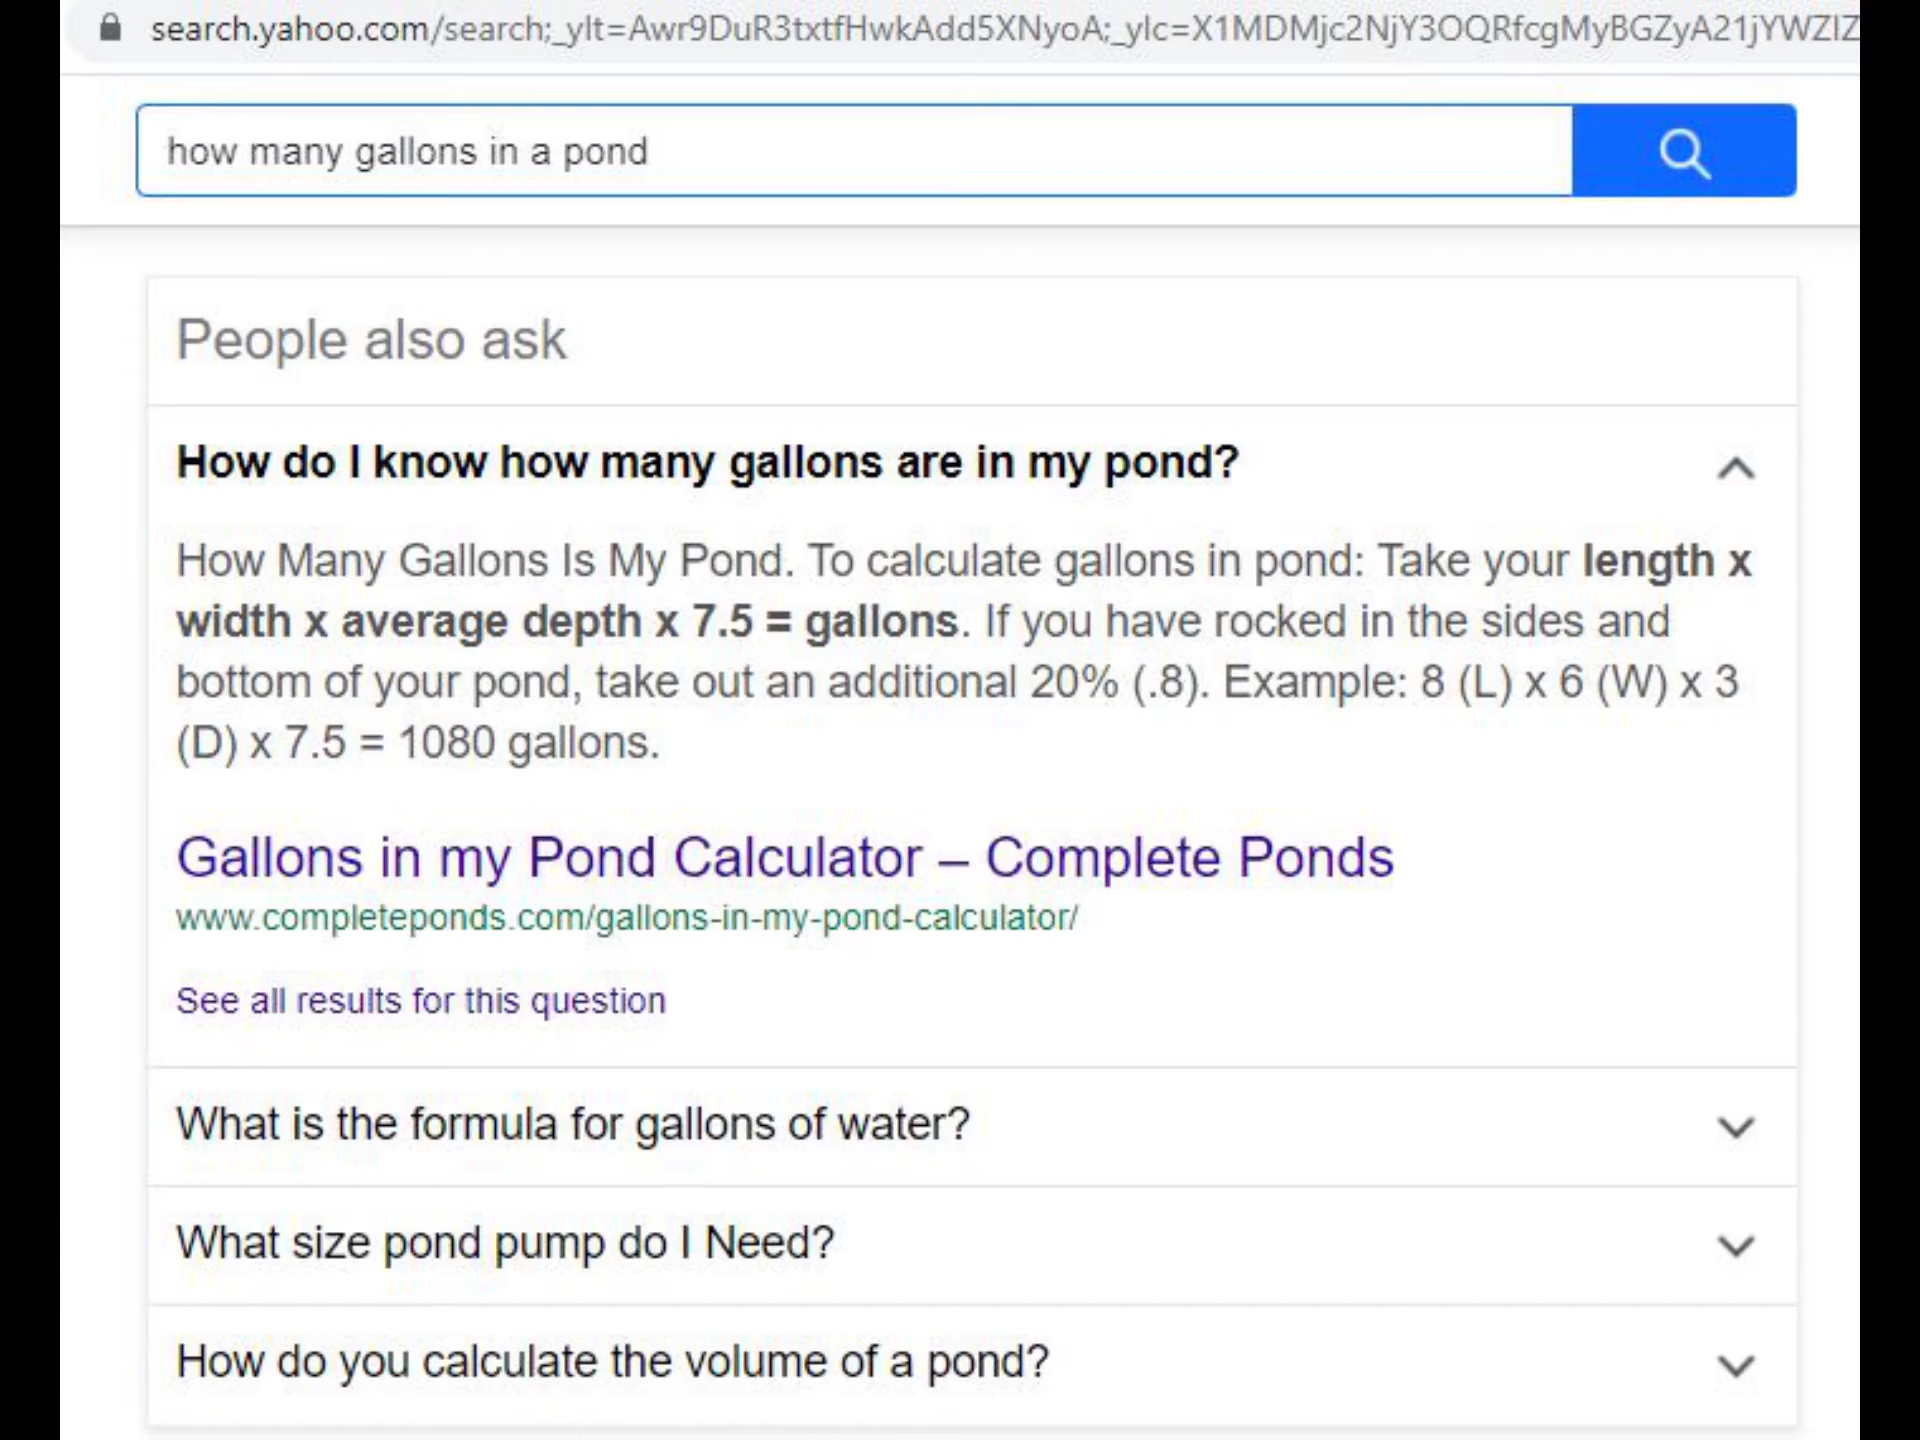 search.yahoo.com/search;_ylt=Awr9DuR3txtfHwkAdd5XNyoA;_ylc=X1MDMjc2NjY3OQRfcgMyBGZyA21jYWZlZ
how many gallons in a pond
People also ask
How do I know how many gallons are in my pond?
How Many Gallons Is My Pond. To calculate gallons in pond: Take your length x
width x average depth x 7.5 = gallons. If you have rocked in the sides and
bottom of your pond, take out an additional 20% (.8). Example: 8 (L) x 6 (W) x 3
(D) x 7.5 = 1080 gallons.
Gallons in my Pond Calculator – Complete Ponds
www.completeponds.com/gallons-in-my-pond-calculator/
See all results for this question
What is the formula for gallons of water?
What size pond pump do I Need?
How do you calculate the volume of a pond?